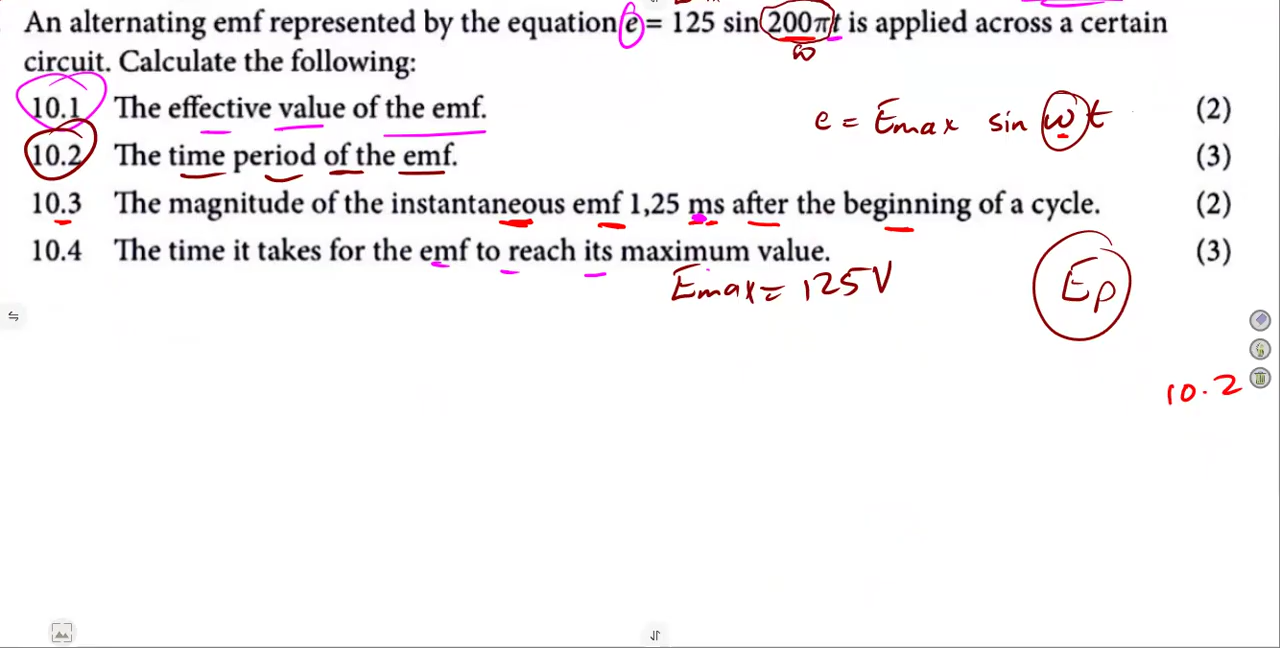 An alternating emf represented by the equation e = 125 sin 200πt is applied across a certain
ω
circuit. Calculate the following:
10.1 The effective value of the emf. (2)
e = Emax sin ωt
10.2 The time period of the emf. (3)
10.3 The magnitude of the instantaneous emf 1,25 ms after the beginning of a cycle. (2)
10.4 The time it takes for the emf to reach its maximum value. (3)
Emax = 125V
Ep
10.2